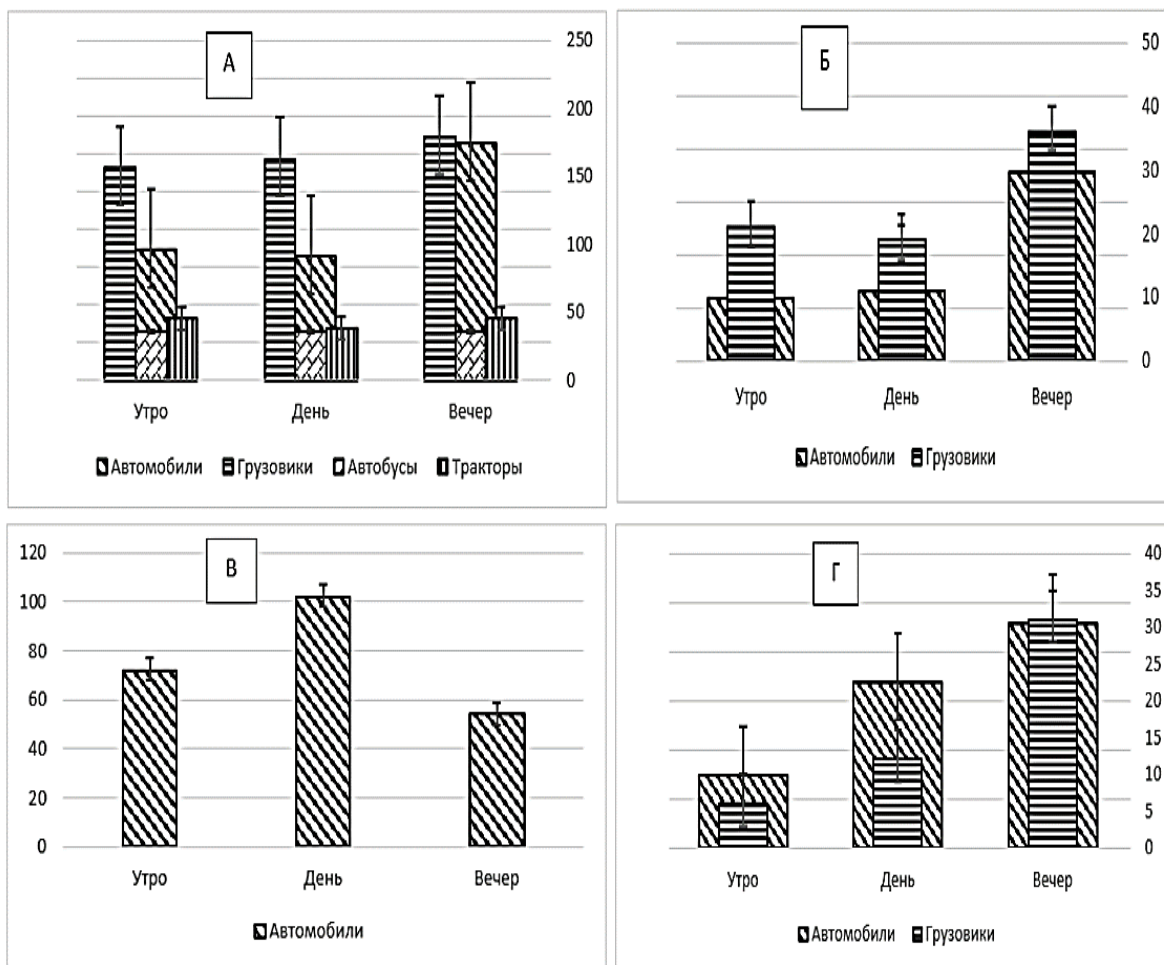 А
250
200
150
100
50
0
Утро День Вечер
Автомобили Грузовики Автобусы Тракторы
Б
50
40
30
20
10
0
Утро День Вечер
Автомобили Грузовики
В
120
100
80
60
40
20
0
Утро День Вечер
Автомобили
Г
40
35
30
25
20
15
10
5
0
Утро День Вечер
Автомобили Грузовики